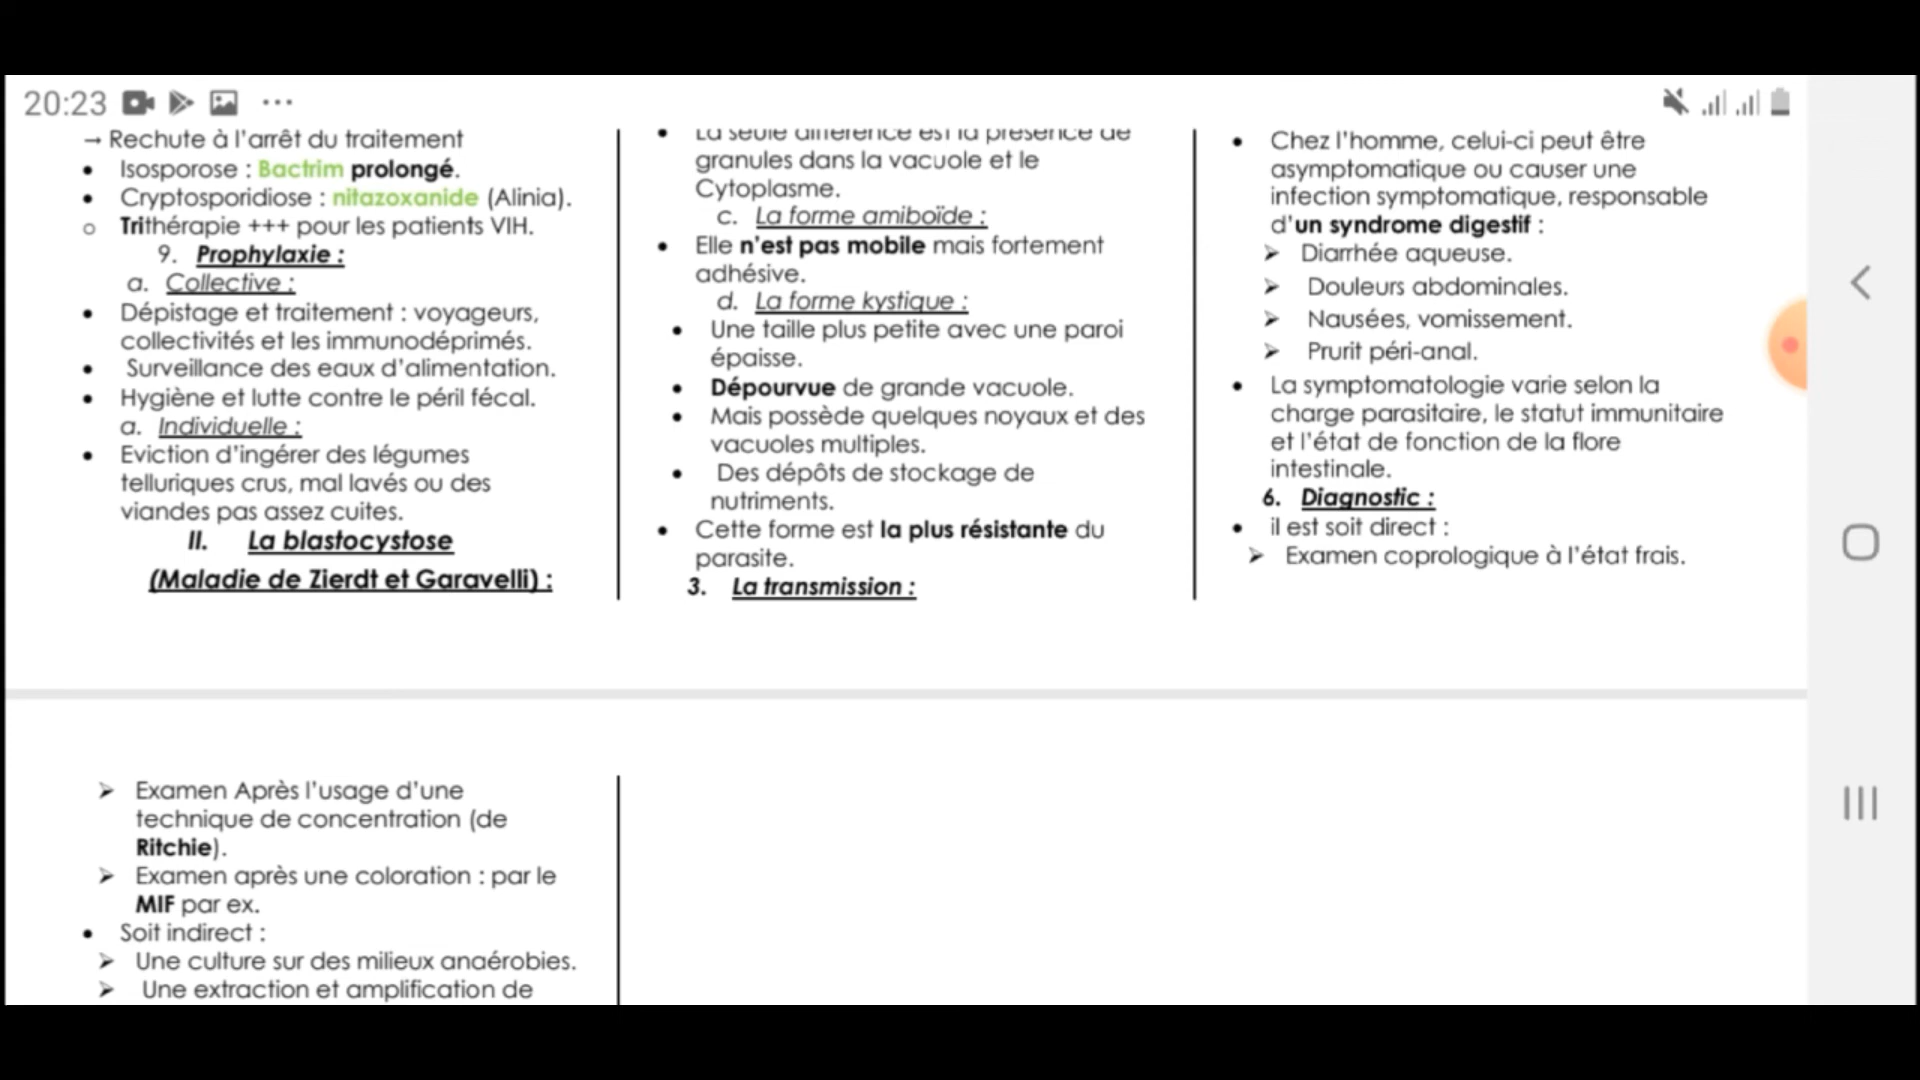 20:23
→ Rechute à l'arrêt du traitement
• Isosporose : Bactrim prolongé.
• Cryptosporidiose : nitazoxanide (Alinia).
o Trithérapie +++ pour les patients VIH.
9. Prophylaxie :
a. Collective :
• Dépistage et traitement : voyageurs,
collectivités et les immunodéprimés.
• Surveillance des eaux d'alimentation.
• Hygiène et lutte contre le péril fécal.
a. Individuelle :
• Eviction d'ingérer des légumes
telluriques crus, mal lavés ou des
viandes pas assez cuites.
II. La blastocystose
(Maladie de Zierdt et Garavelli) :
• La seule différence est la présence de
granules dans la vacuole et le
Cytoplasme.
c. La forme amiboïde :
• Elle n'est pas mobile mais fortement
adhésive.
d. La forme kystique :
• Une taille plus petite avec une paroi
épaisse.
• Dépourvue de grande vacuole.
• Mais possède quelques noyaux et des
vacuoles multiples.
• Des dépôts de stockage de
nutriments.
• Cette forme est la plus résistante du
parasite.
3. La transmission :
• Chez l'homme, celui-ci peut être
asymptomatique ou causer une
infection symptomatique, responsable
d'un syndrome digestif :
➢ Diarrhée aqueuse.
➢ Douleurs abdominales.
➢ Nausées, vomissement.
➢ Prurit péri-anal.
• La symptomatologie varie selon la
charge parasitaire, le statut immunitaire
et l'état de fonction de la flore
intestinale.
6. Diagnostic :
• il est soit direct :
➢ Examen coprologique à l'état frais.
➢ Examen Après l'usage d'une
technique de concentration (de
Ritchie).
➢ Examen après une coloration : par le
MIF par ex.
• Soit indirect :
➢ Une culture sur des milieux anaérobies.
➢ Une extraction et amplification de